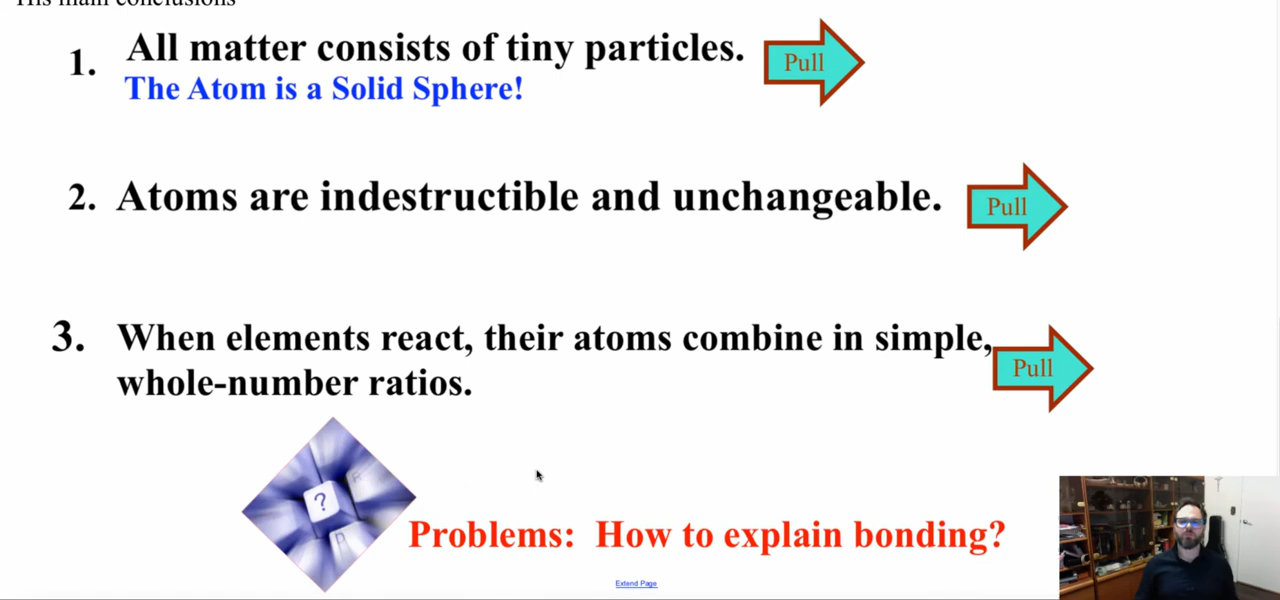 His main conclusions
1. All matter consists of tiny particles.
Pull
The Atom is a Solid Sphere!
2. Atoms are indestructible and unchangeable.
Pull
3. When elements react, their atoms combine in simple,
Pull
whole-number ratios.
?
Problems: How to explain bonding?
Extend Page